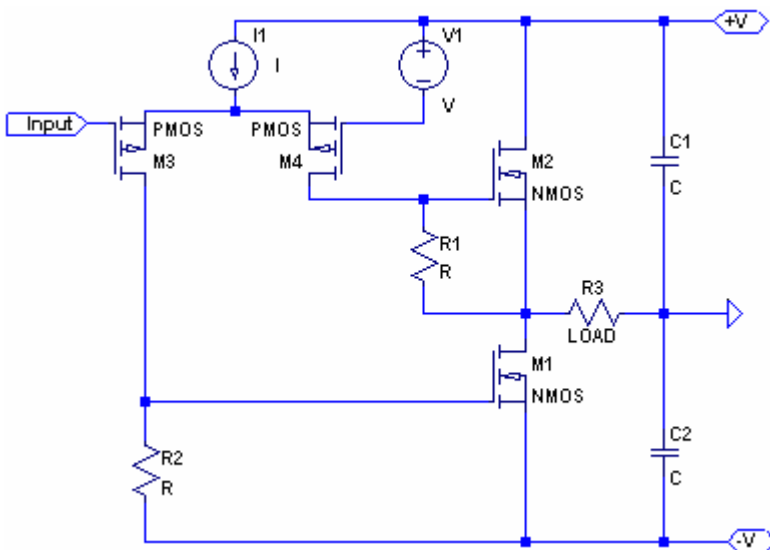 I1
I
V1
V
+V
Input
PMOS
M3
PMOS
M4
M2
NMOS
C1
C
R1
R
R3
LOAD
M1
NMOS
R2
R
C2
C
-V